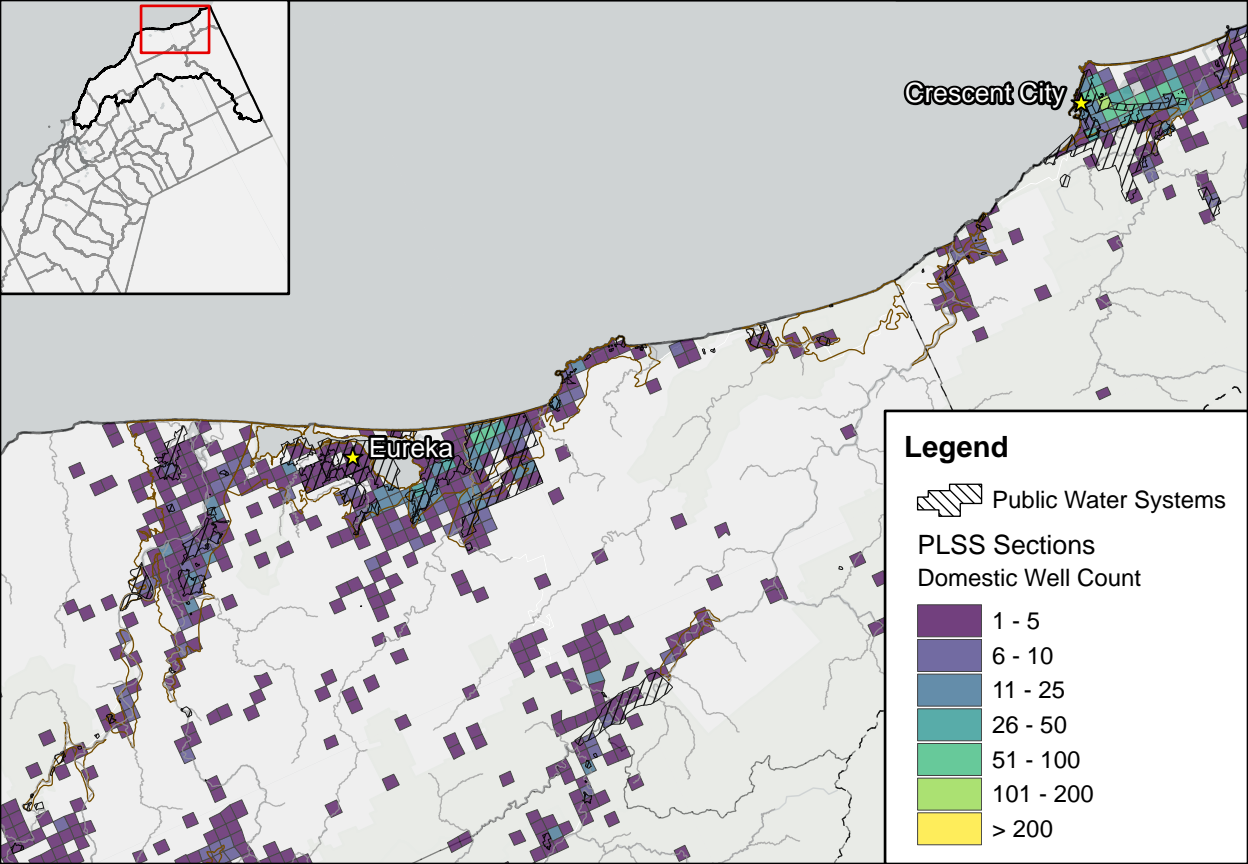 Crescent City
Eureka
Legend
Public Water Systems
PLSS Sections
Domestic Well Count
1 - 5
6 - 10
11 - 25
26 - 50
51 - 100
101 - 200
> 200